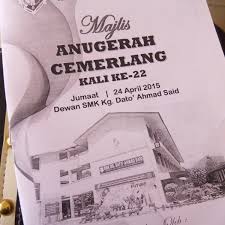 Majlis
ANUGERAH
CEMERLANG
KALI KE-22
Jumaat | 24 April 2015
Dewan SMK Kg. Dato' Ahmad Said